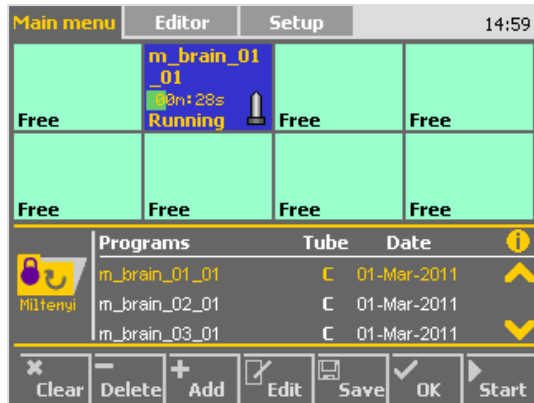 Main menu Editor Setup 14:59
m_brain_01
_01
00m:28s
Free Running Free Free
Free Free Free Free
Programs Tube Date i
m_brain_01_01 C 01-Mar-2011
Miltenyi m_brain_02_01 C 01-Mar-2011
m_brain_03_01 C 01-Mar-2011
Clear Delete Add Edit Save OK Start